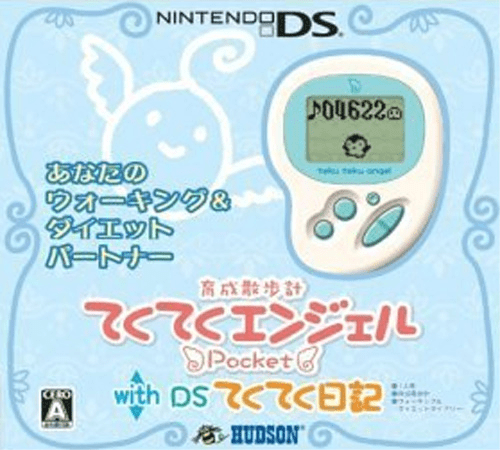 NINTENDO DS™
♪04622
teku teku angel
あなたの
ウォーキング&
ダイエット
パートナー
育成散歩計
てくてくエンジェル
Pocket
with DS てくてく日記
CERO
A
HUDSON®